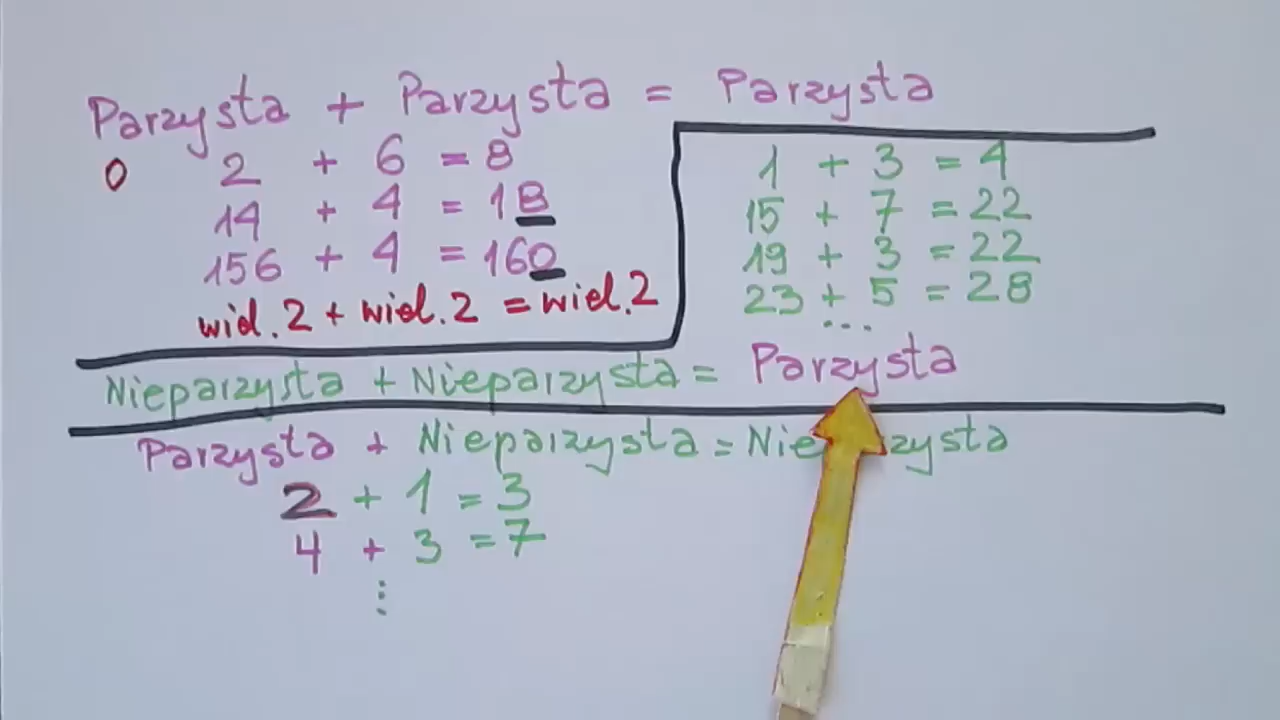 Parzysta + Parzysta = Parzysta
0 2 + 6 = 8
14 + 4 = 18
156 + 4 = 160
wiel. 2 + wiel. 2 = wiel. 2
1 + 3 = 4
15 + 7 = 22
19 + 3 = 22
23 + 5 = 28
...
Nieparzysta + Nieparzysta = Parzysta
Parzysta + Nieparzysta = Nie zysta
2 + 1 = 3
4 + 3 = 7
⋮